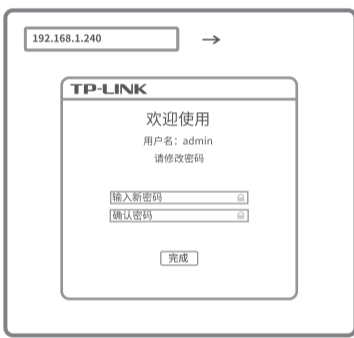 192.168.1.240
TP-LINK
欢迎使用
用户名：admin
请修改密码
输入新密码
确认密码
完成